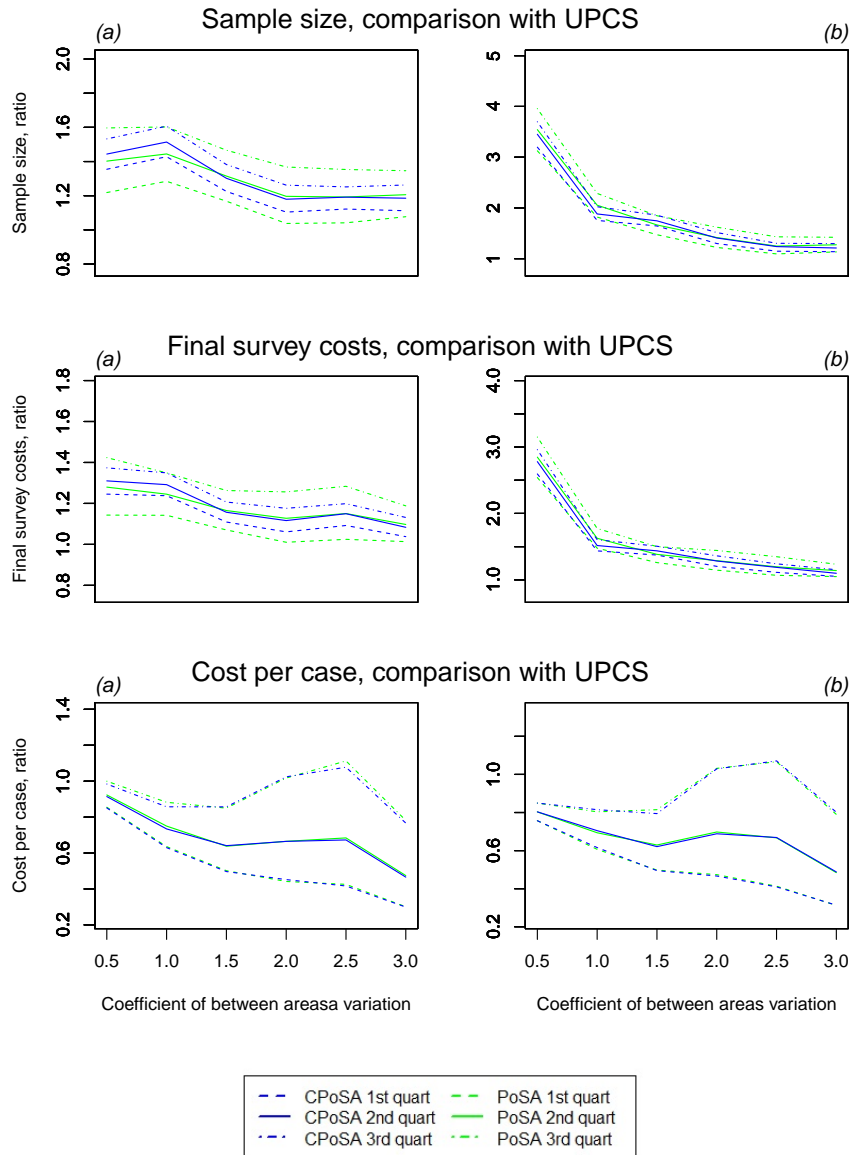 Sample size, comparison with UPCS
(a)
(b)
Sample size, ratio
2.0
1.6
1.2
0.8
5
4
3
2
1
Final survey costs, comparison with UPCS
(a)
(b)
Final survey costs, ratio
1.8
1.6
1.4
1.2
1.0
0.8
4.0
3.0
2.0
1.0
Cost per case, comparison with UPCS
(a)
(b)
Cost per case, ratio
1.4
1.0
0.6
0.2
1.0
0.6
0.2
0.5 1.0 1.5 2.0 2.5 3.0
0.5 1.0 1.5 2.0 2.5 3.0
Coefficient of between areasa variation
Coefficient of between areas variation
CPoSA 1st quart PoSA 1st quart
CPoSA 2nd quart PoSA 2nd quart
CPoSA 3rd quart PoSA 3rd quart